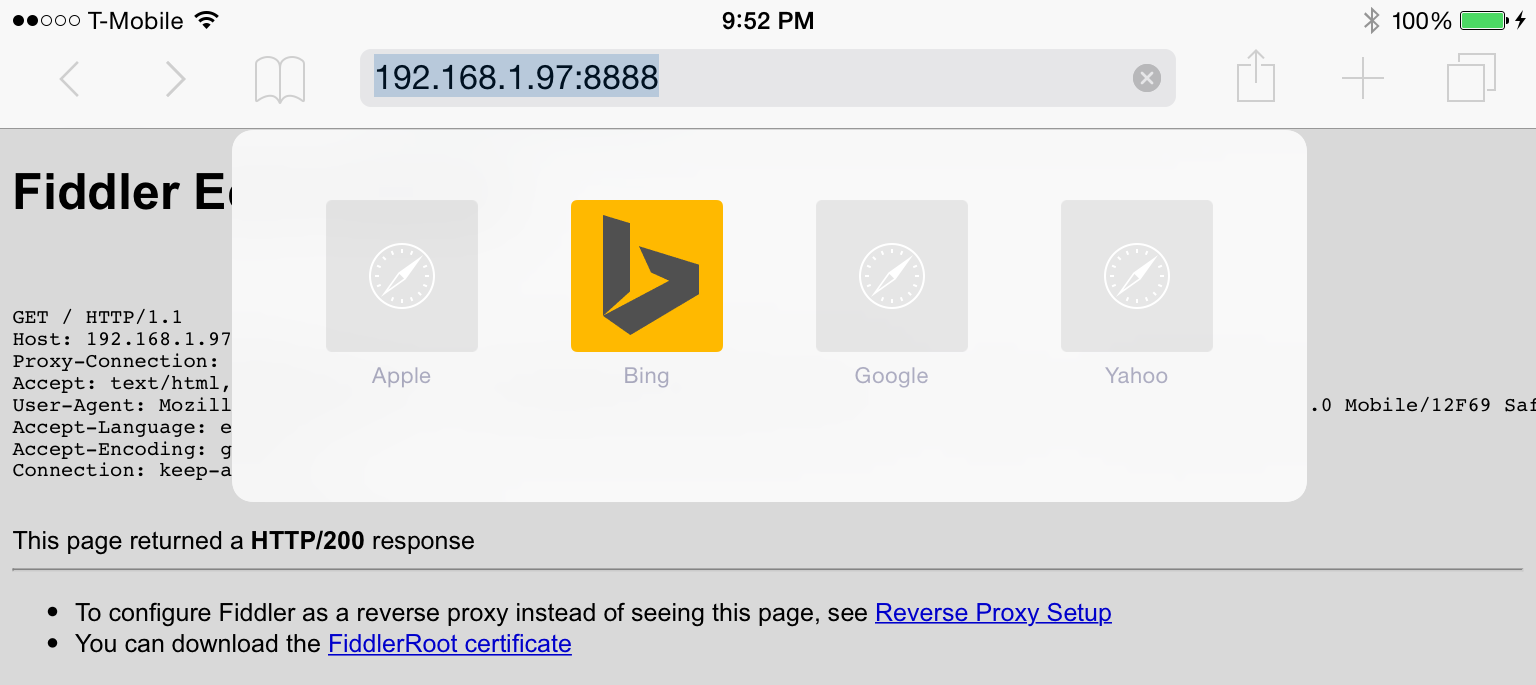 T-Mobile 9:52 PM 100%
192.168.1.97:8888
Fiddler
Apple Bing Google Yahoo
GET / HTTP/1.1
Host: 192.168.1.97
Proxy-Connection:
Accept: text/html,
User-Agent: Mozill .0 Mobile/12F69 Saf
Accept-Language: e
Accept-Encoding: g
Connection: keep-a
This page returned a HTTP/200 response
To configure Fiddler as a reverse proxy instead of seeing this page, see Reverse Proxy Setup
You can download the FiddlerRoot certificate